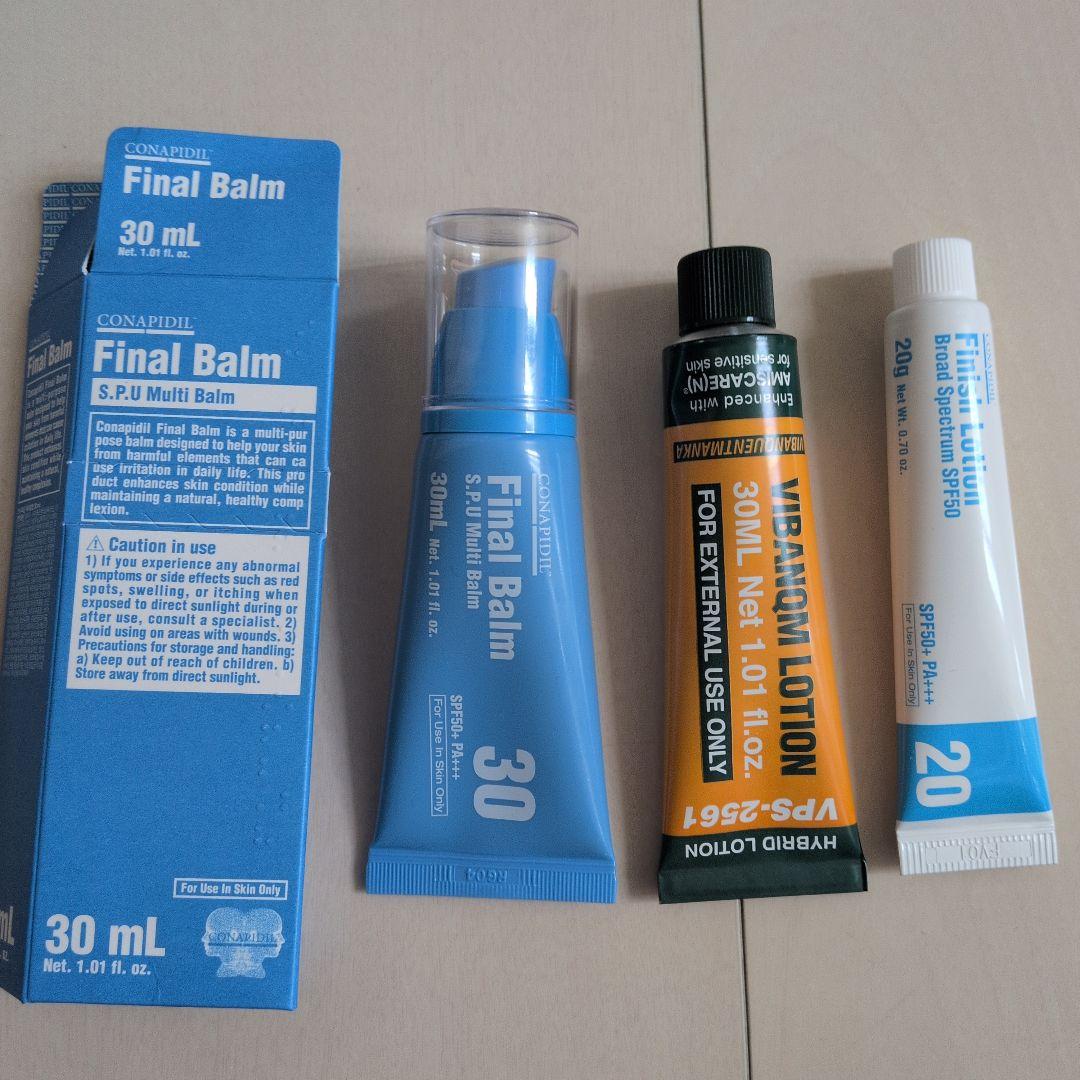 CONAPIDIL™
Final Balm
30 mL
Net. 1.01 fl. oz.
CONAPIDIL™
Final Balm
S.P.U Multi Balm
Conapidil Final Balm is a multi-pur
pose balm designed to help your skin
from harmful elements that can ca
use irritation in daily life. This pro
duct enhances skin condition while
maintaining a natural, healthy comp
lexion.
Caution in use
1) If you experience any abnormal
symptoms or side effects such as red
spots, swelling, or itching when
exposed to direct sunlight during or
after use, consult a specialist. 2)
Avoid using on areas with wounds. 3)
Precautions for storage and handling:
a) Keep out of reach of children. b)
Store away from direct sunlight.
For Use In Skin Only
CONAPIDIL
30 mL
Net. 1.01 fl. oz.
Final Balm
mL
CONAPIDIL™
Final Balm
S.P.U Multi Balm
30mL Net. 1.01 fl. oz.
SPF50+ PA+++
For Use In Skin Only
30
RG04
Enhanced with
AMISCARE(N)®
for sensitive skin
VIBANQUENTMANKA
VIBANQM LOTION
30ML Net 1.01 fl.oz.
FOR EXTERNAL USE ONLY
VPS-2561
HYBRID LOTION
CONAPIDIL
Finish Lotion
Broad Spectrum SPF50
20g Net Wt. 0.70 oz.
SPF50+ PA+++
For Use In Skin Only
20